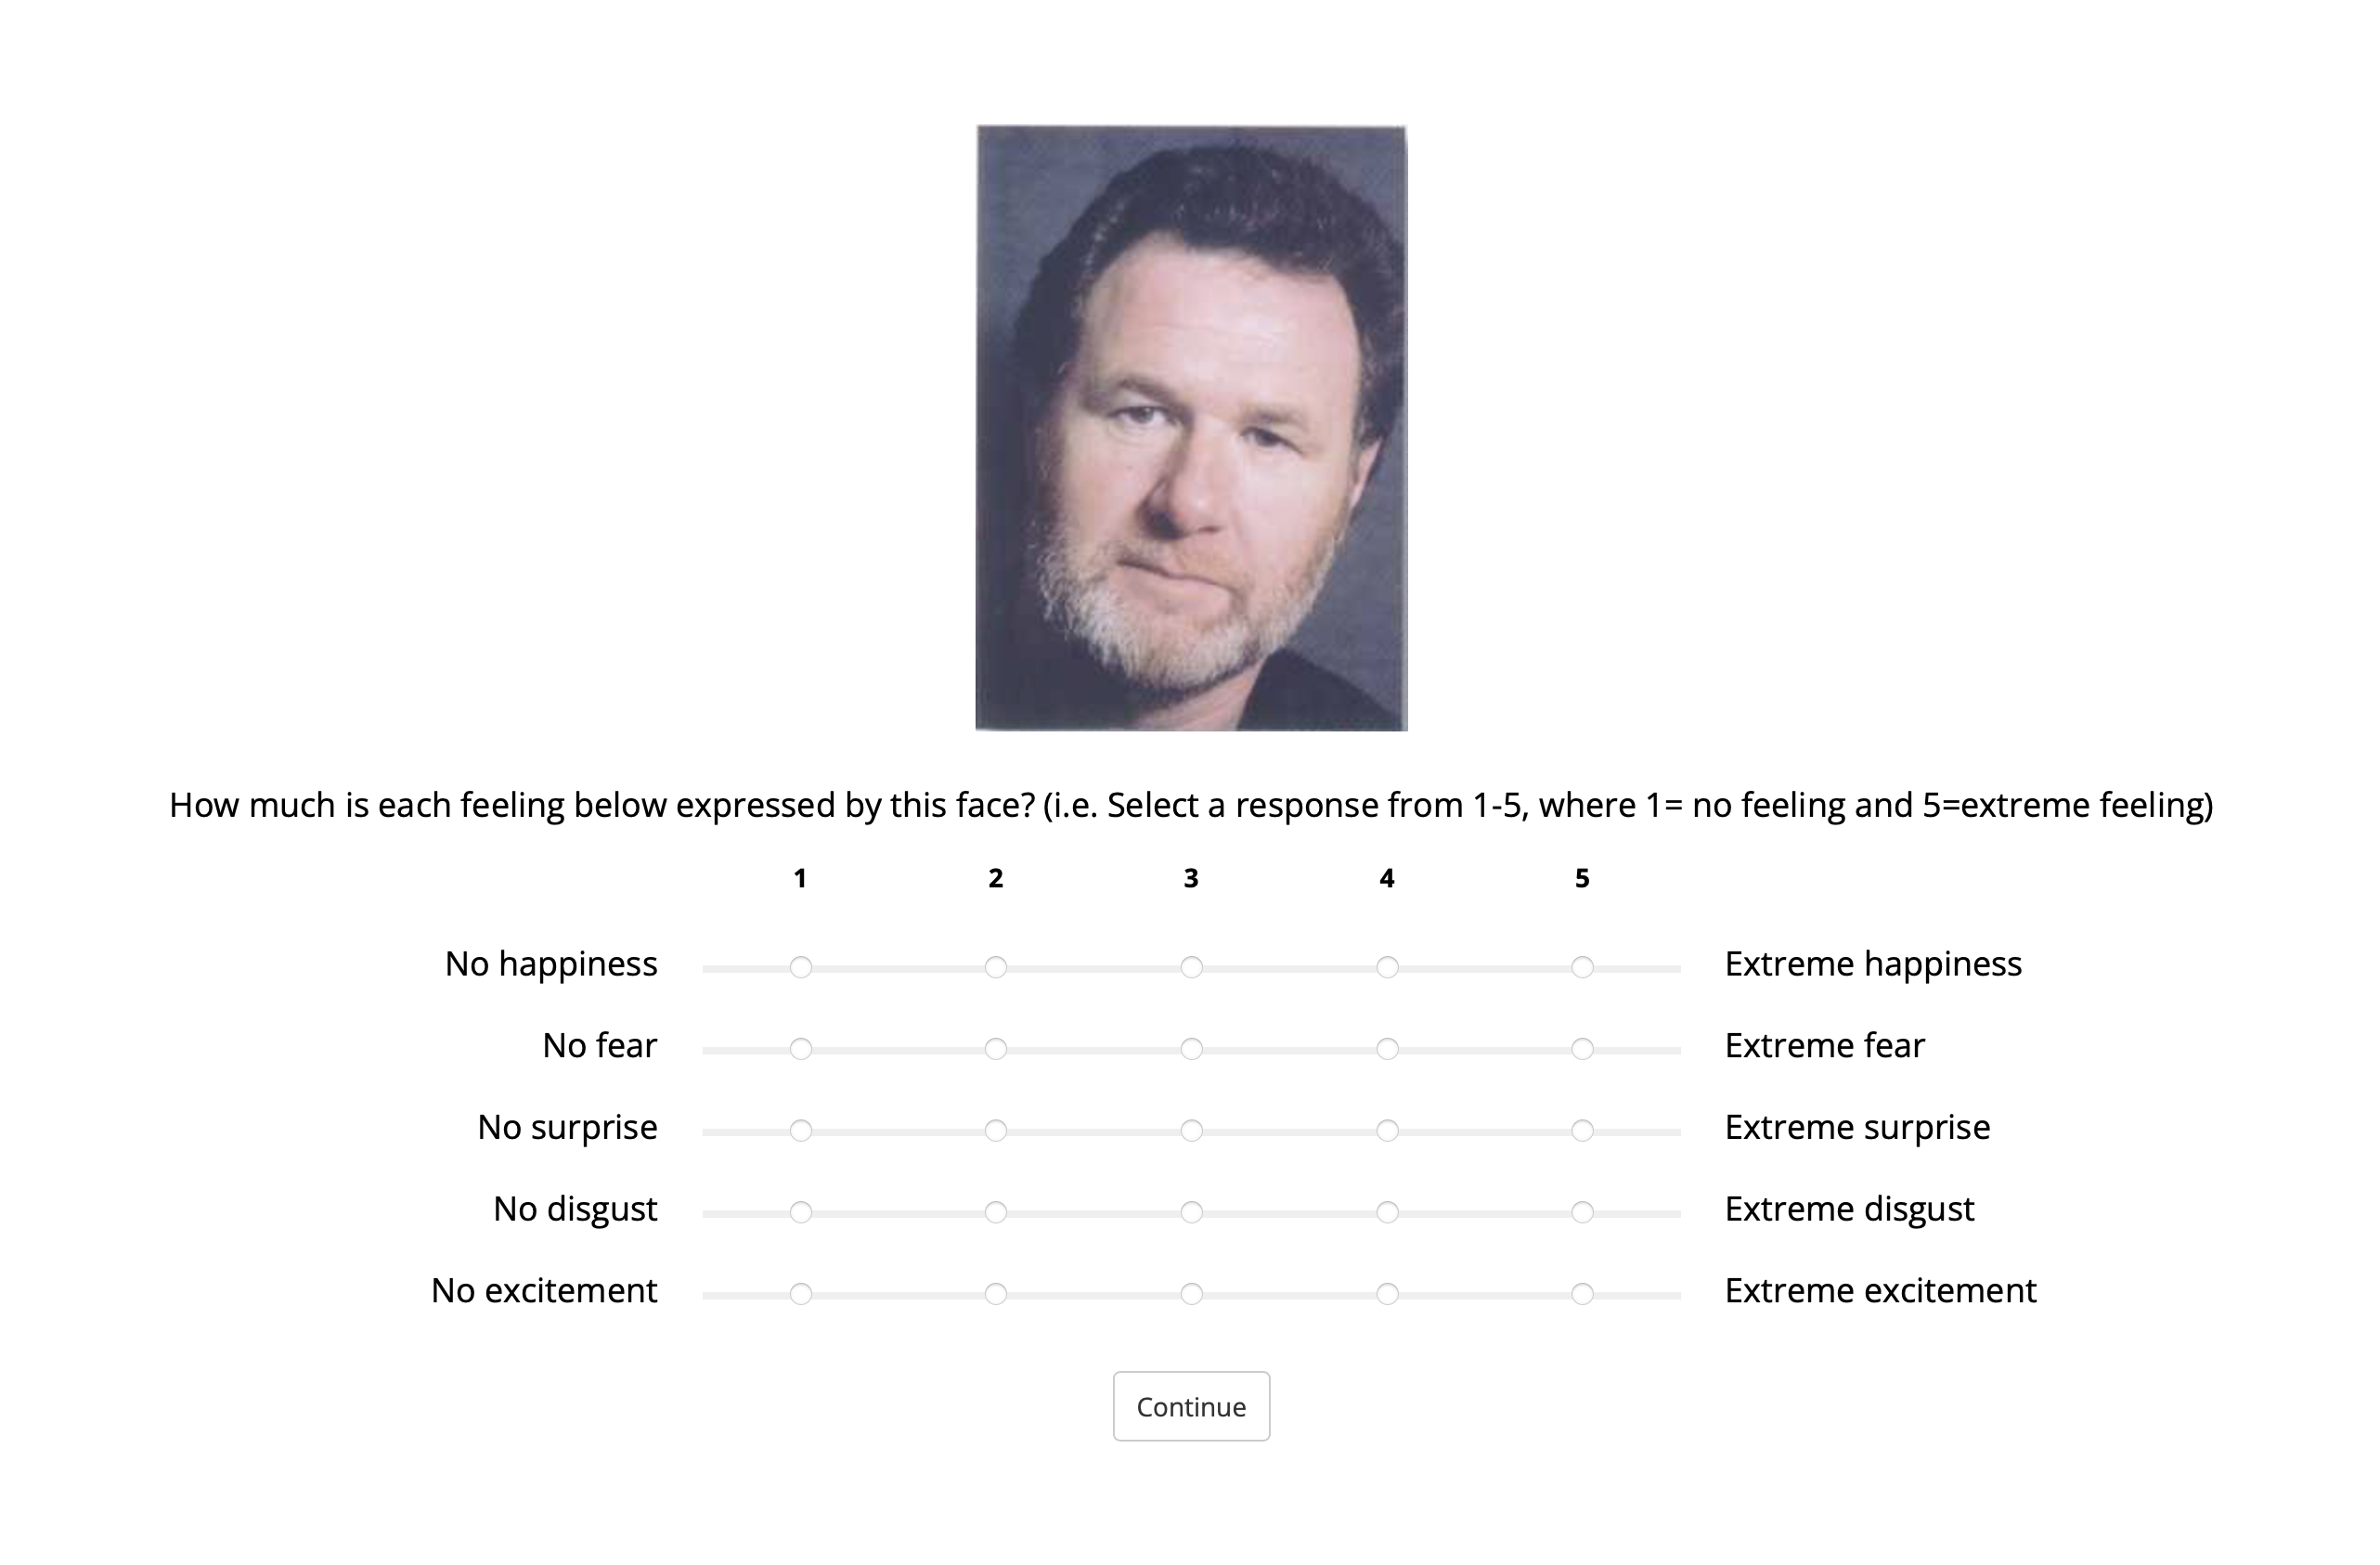 How much is each feeling below expressed by this face? (i.e. Select a response from 1-5, where 1= no feeling and 5=extreme feeling)
1 2 3 4 5
No happiness Extreme happiness
No fear Extreme fear
No surprise Extreme surprise
No disgust Extreme disgust
No excitement Extreme excitement
Continue